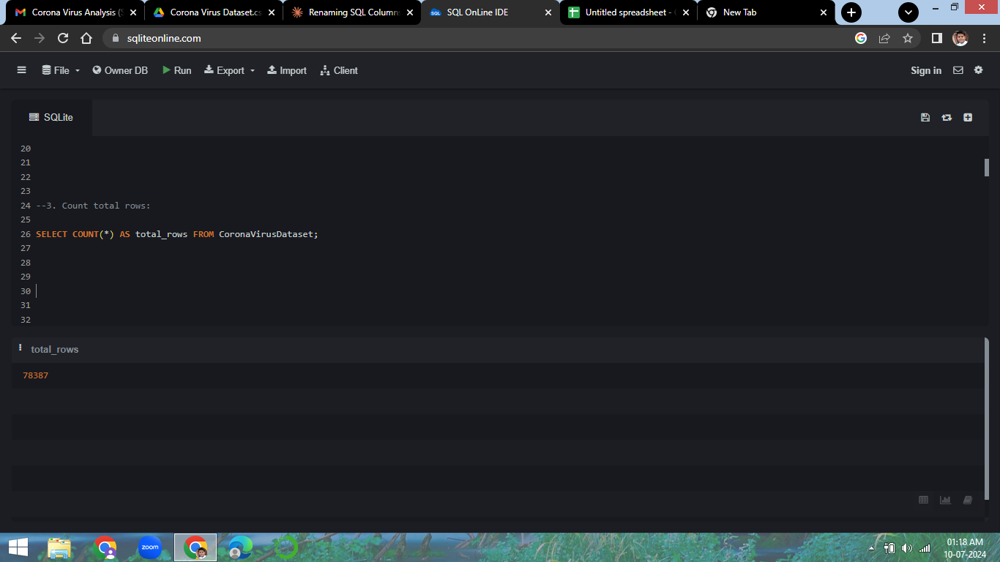 Corona Virus Analysis (S
Corona Virus Dataset.cs
Renaming SQL Column
SQL OnLine IDE
Untitled spreadsheet -
New Tab
sqliteonline.com
File
Owner DB
Run
Export
Import
Client
Sign in
SQLite
20
21
22
23
24 --3. Count total rows:
25
26 SELECT COUNT(*) AS total_rows FROM CoronaVirusDataset;
27
28
29
30
31
32
total_rows
78387
zoom
01:18 AM
10-07-2024